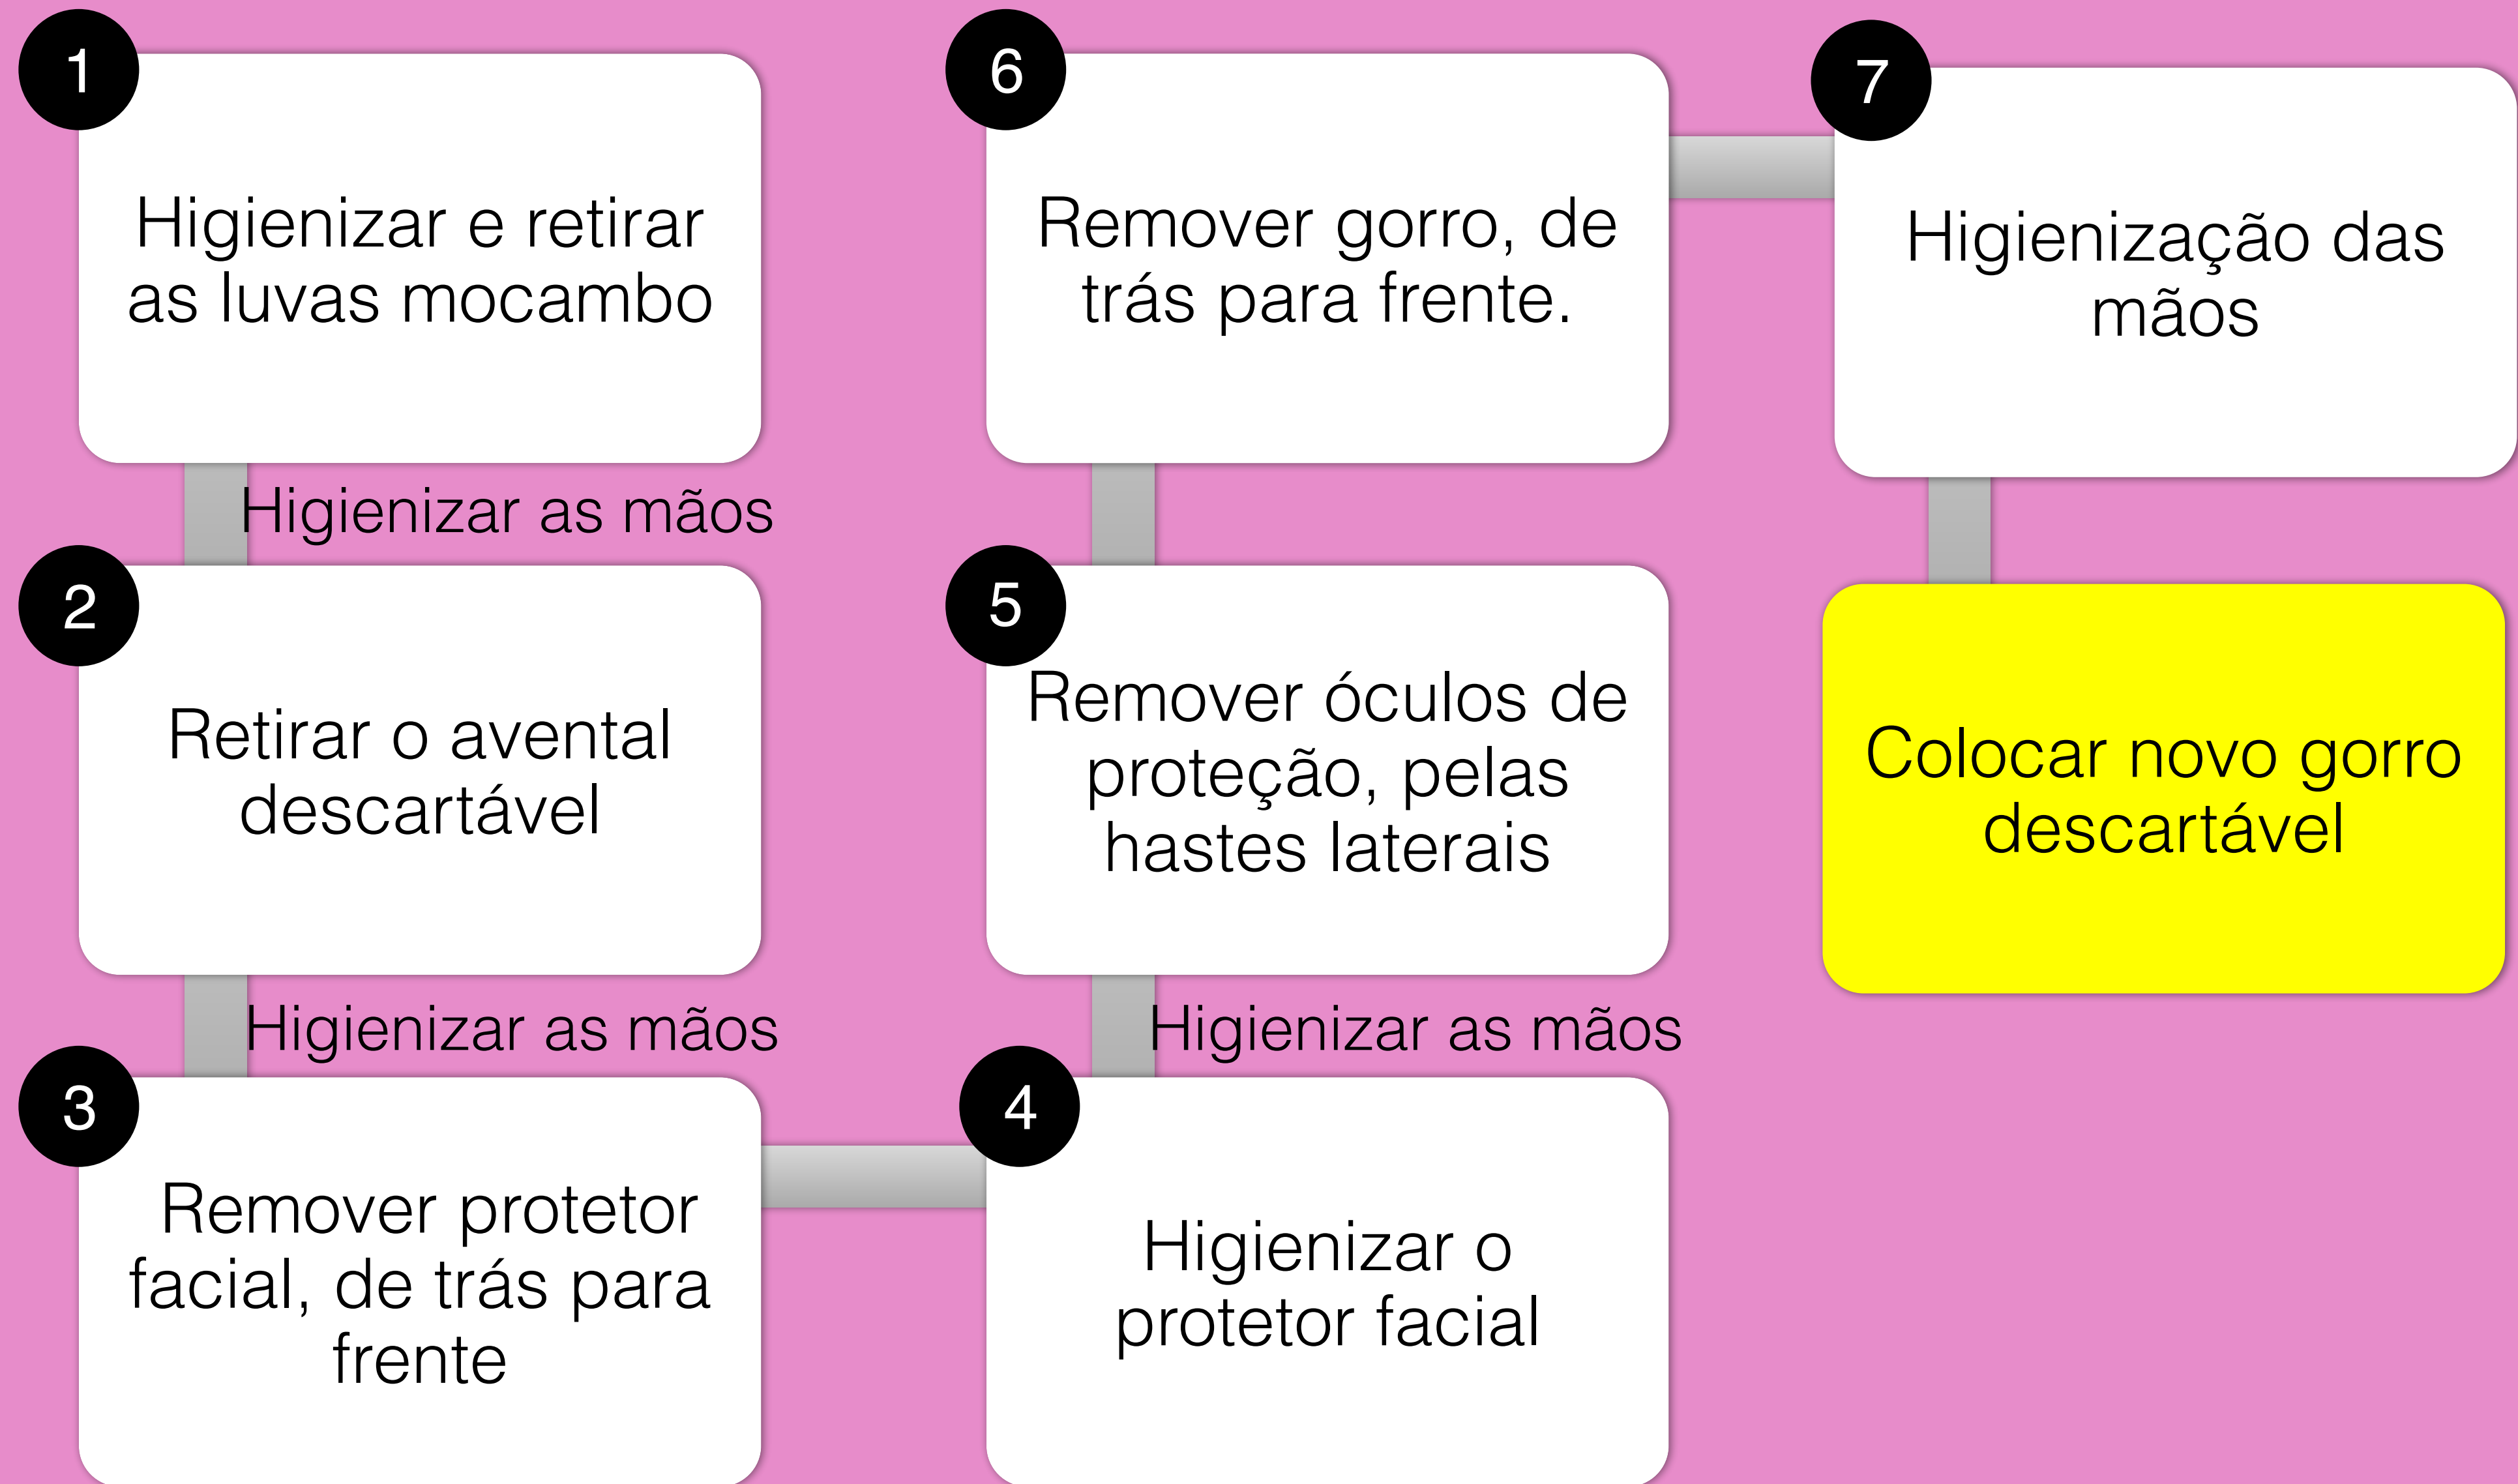 1
Higienizar e retirar
as luvas mocambo
Higienizar as mãos
2
Retirar o avental
descartável
Higienizar as mãos
3
Remover protetor
facial, de trás para
frente
4
Higienizar o
protetor facial
Higienizar as mãos
5
Remover óculos de
proteção, pelas
hastes laterais
6
Remover gorro, de
trás para frente.
7
Higienização das
mãos
Colocar novo gorro
descartável